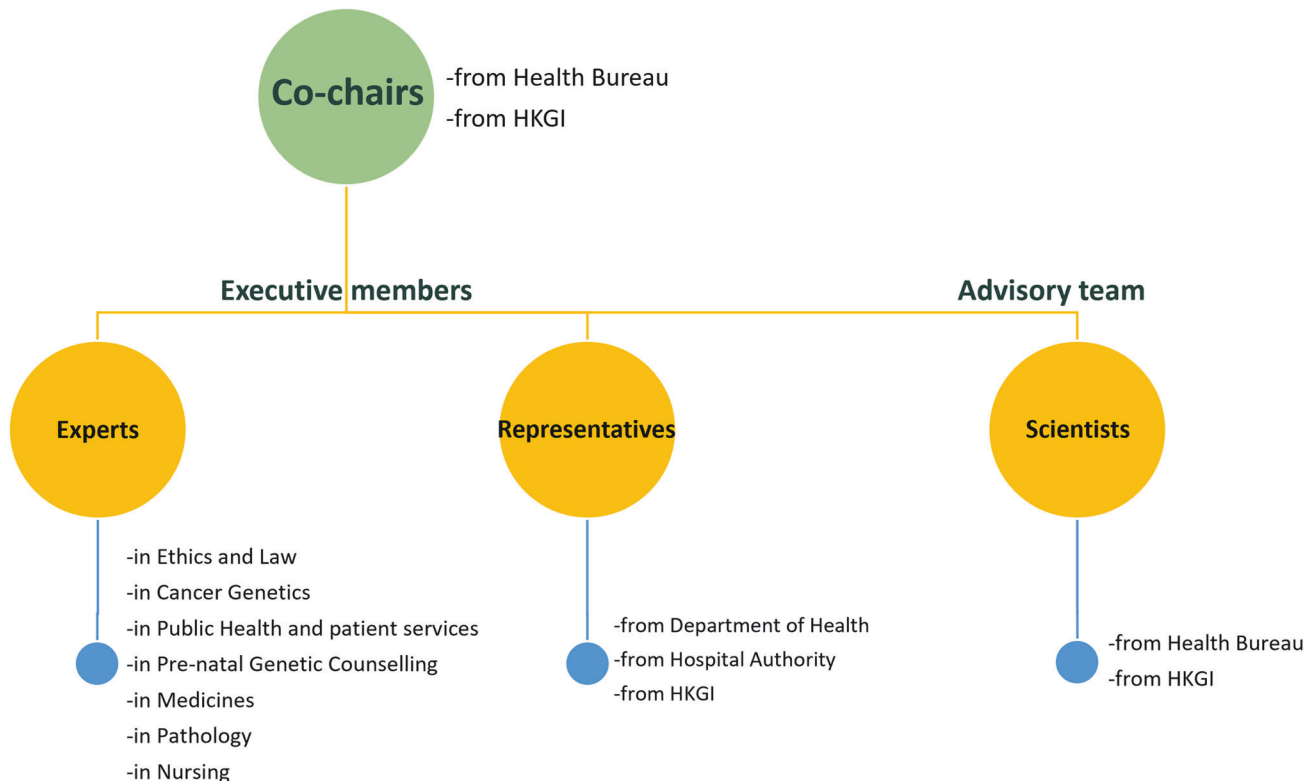 Co-chairs
-from Health Bureau
-from HKGI
Executive members
Advisory team
Experts
Representatives
Scientists
-in Ethics and Law
-in Cancer Genetics
-in Public Health and patient services
-in Pre-natal Genetic Counselling
-in Medicines
-in Pathology
-in Nursing
-from Department of Health
-from Hospital Authority
-from HKGI
-from Health Bureau
-from HKGI